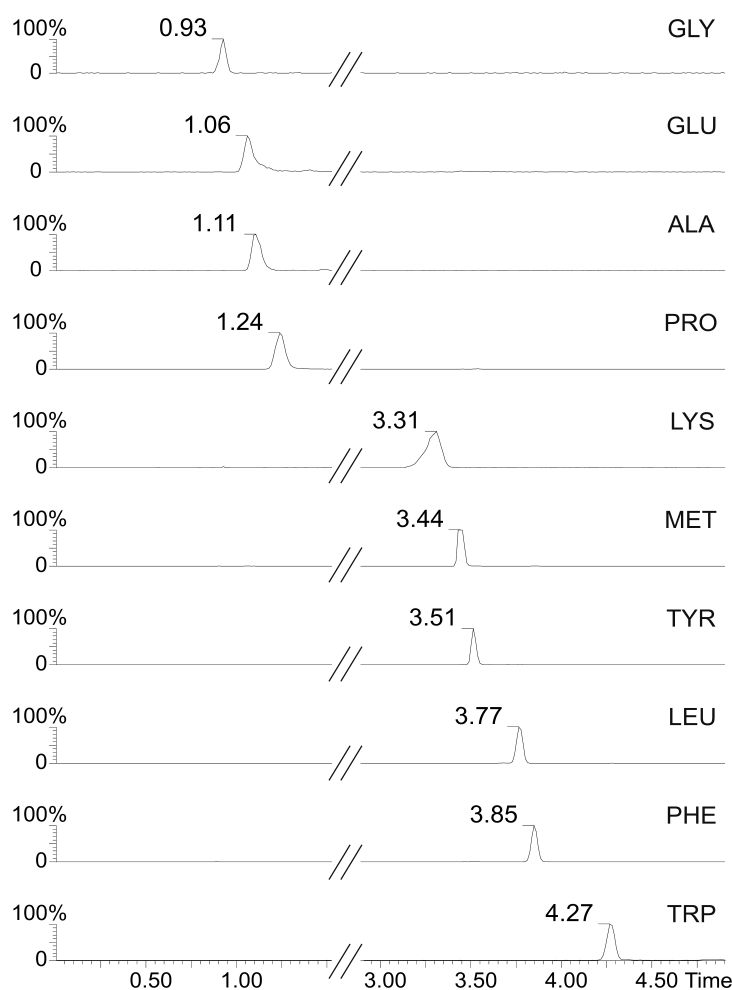 0.93 GLY
100%
0
1.06 GLU
100%
0
1.11 ALA
100%
0
1.24 PRO
100%
0
3.31 LYS
100%
0
3.44 MET
100%
0
3.51 TYR
100%
0
3.77 LEU
100%
0
3.85 PHE
100%
0
4.27 TRP
100%
0
0.50 1.00 3.00 3.50 4.00 4.50 Time